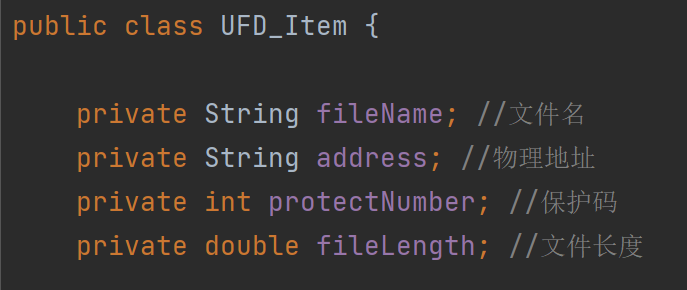 public class UFD_Item {
private String fileName; //文件名
private String address; //物理地址
private int protectNumber; //保护码
private double fileLength; //文件长度